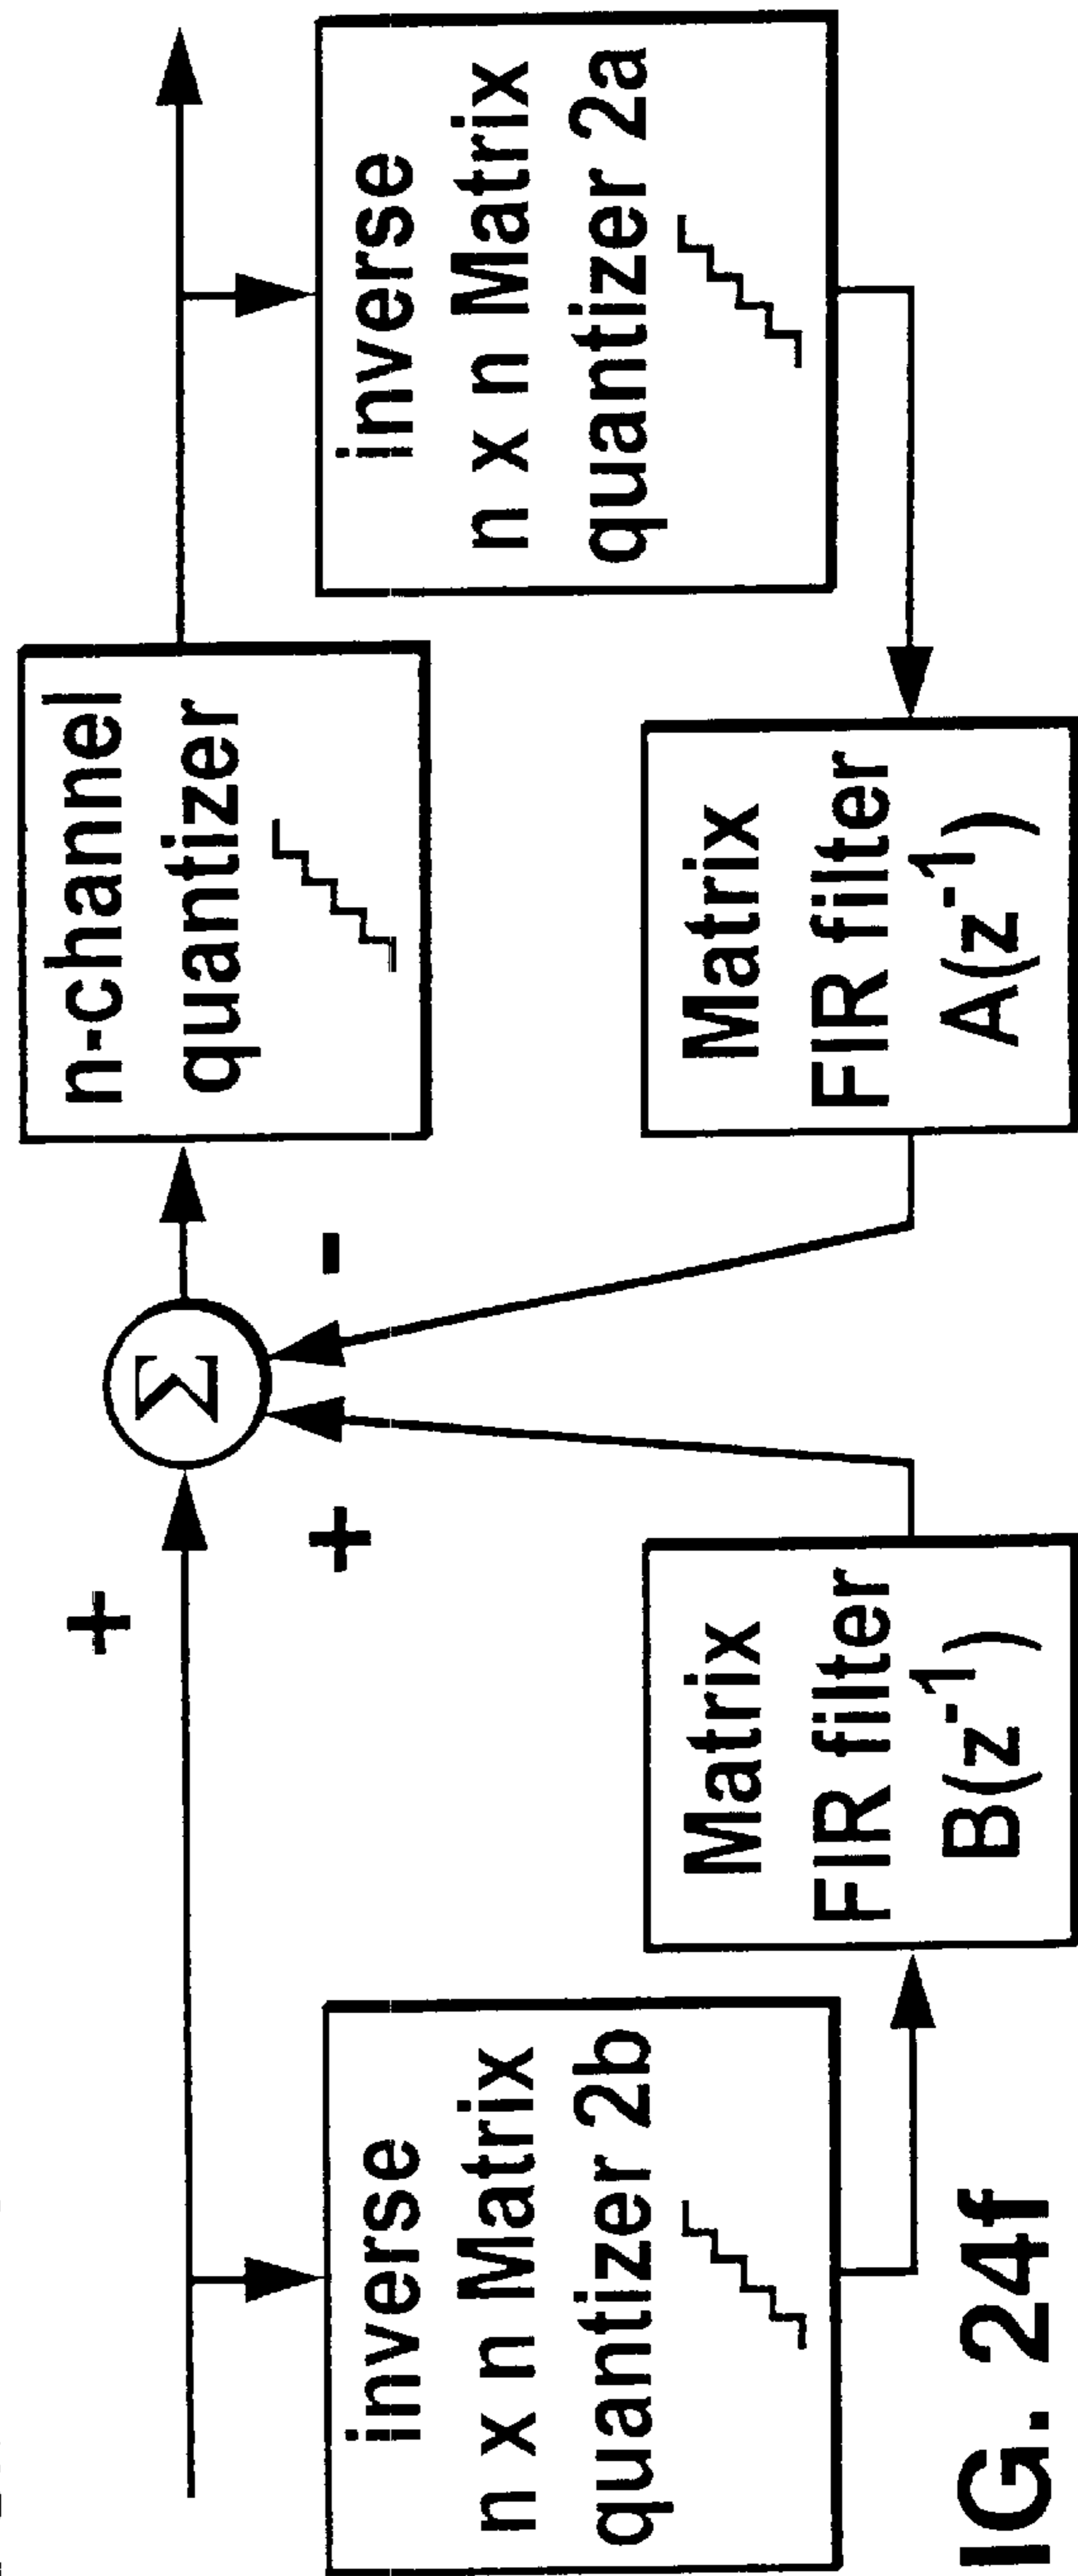 inverse
n x n Matrix
quantizer 2b
+
Σ
+
-
n-channel
quantizer
inverse
n x n Matrix
quantizer 2a
Matrix
FIR filter
B(z⁻¹)
Matrix
FIR filter
A(z⁻¹)
IG. 24f